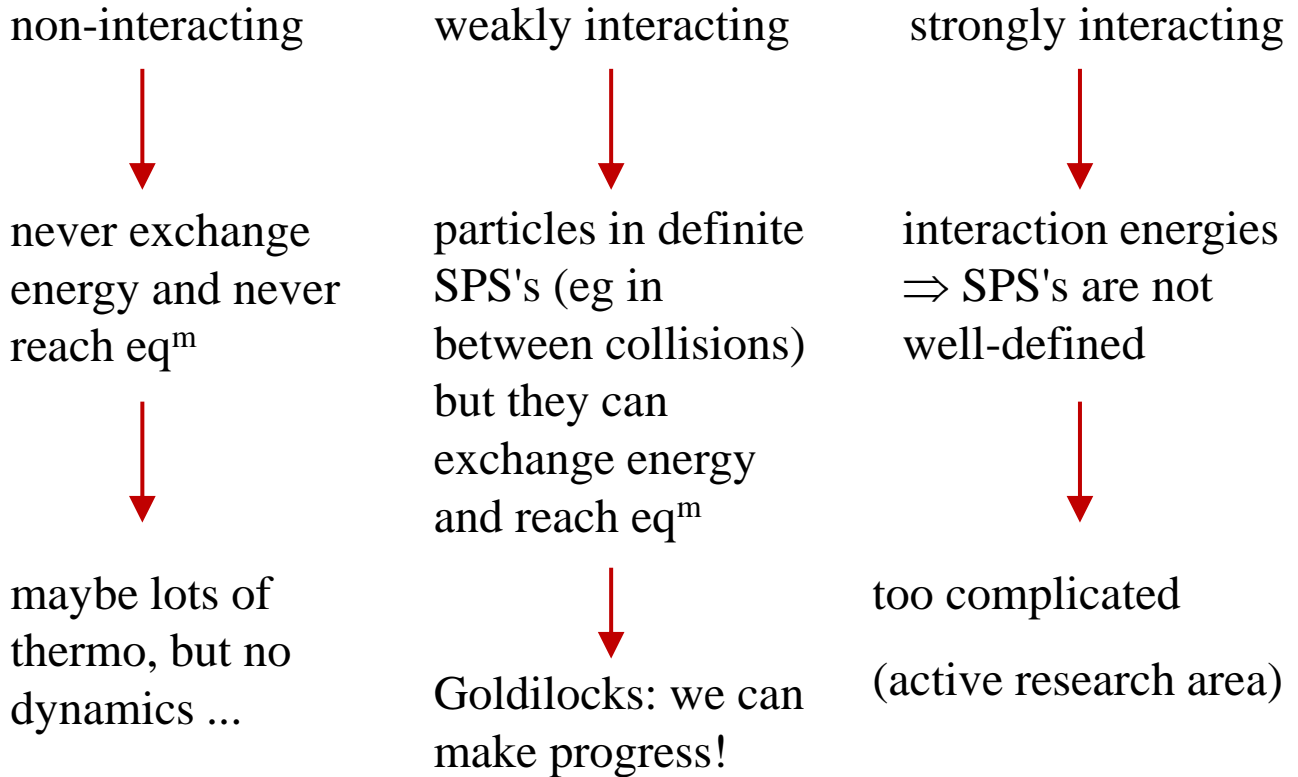 non-interacting
never exchange
energy and never
reach eqᵐ
maybe lots of
thermo, but no
dynamics ...
weakly interacting
particles in definite
SPS's (eg in
between collisions)
but they can
exchange energy
and reach eqᵐ
Goldilocks: we can
make progress!
strongly interacting
interaction energies
⇒ SPS's are not
well-defined
too complicated
(active research area)